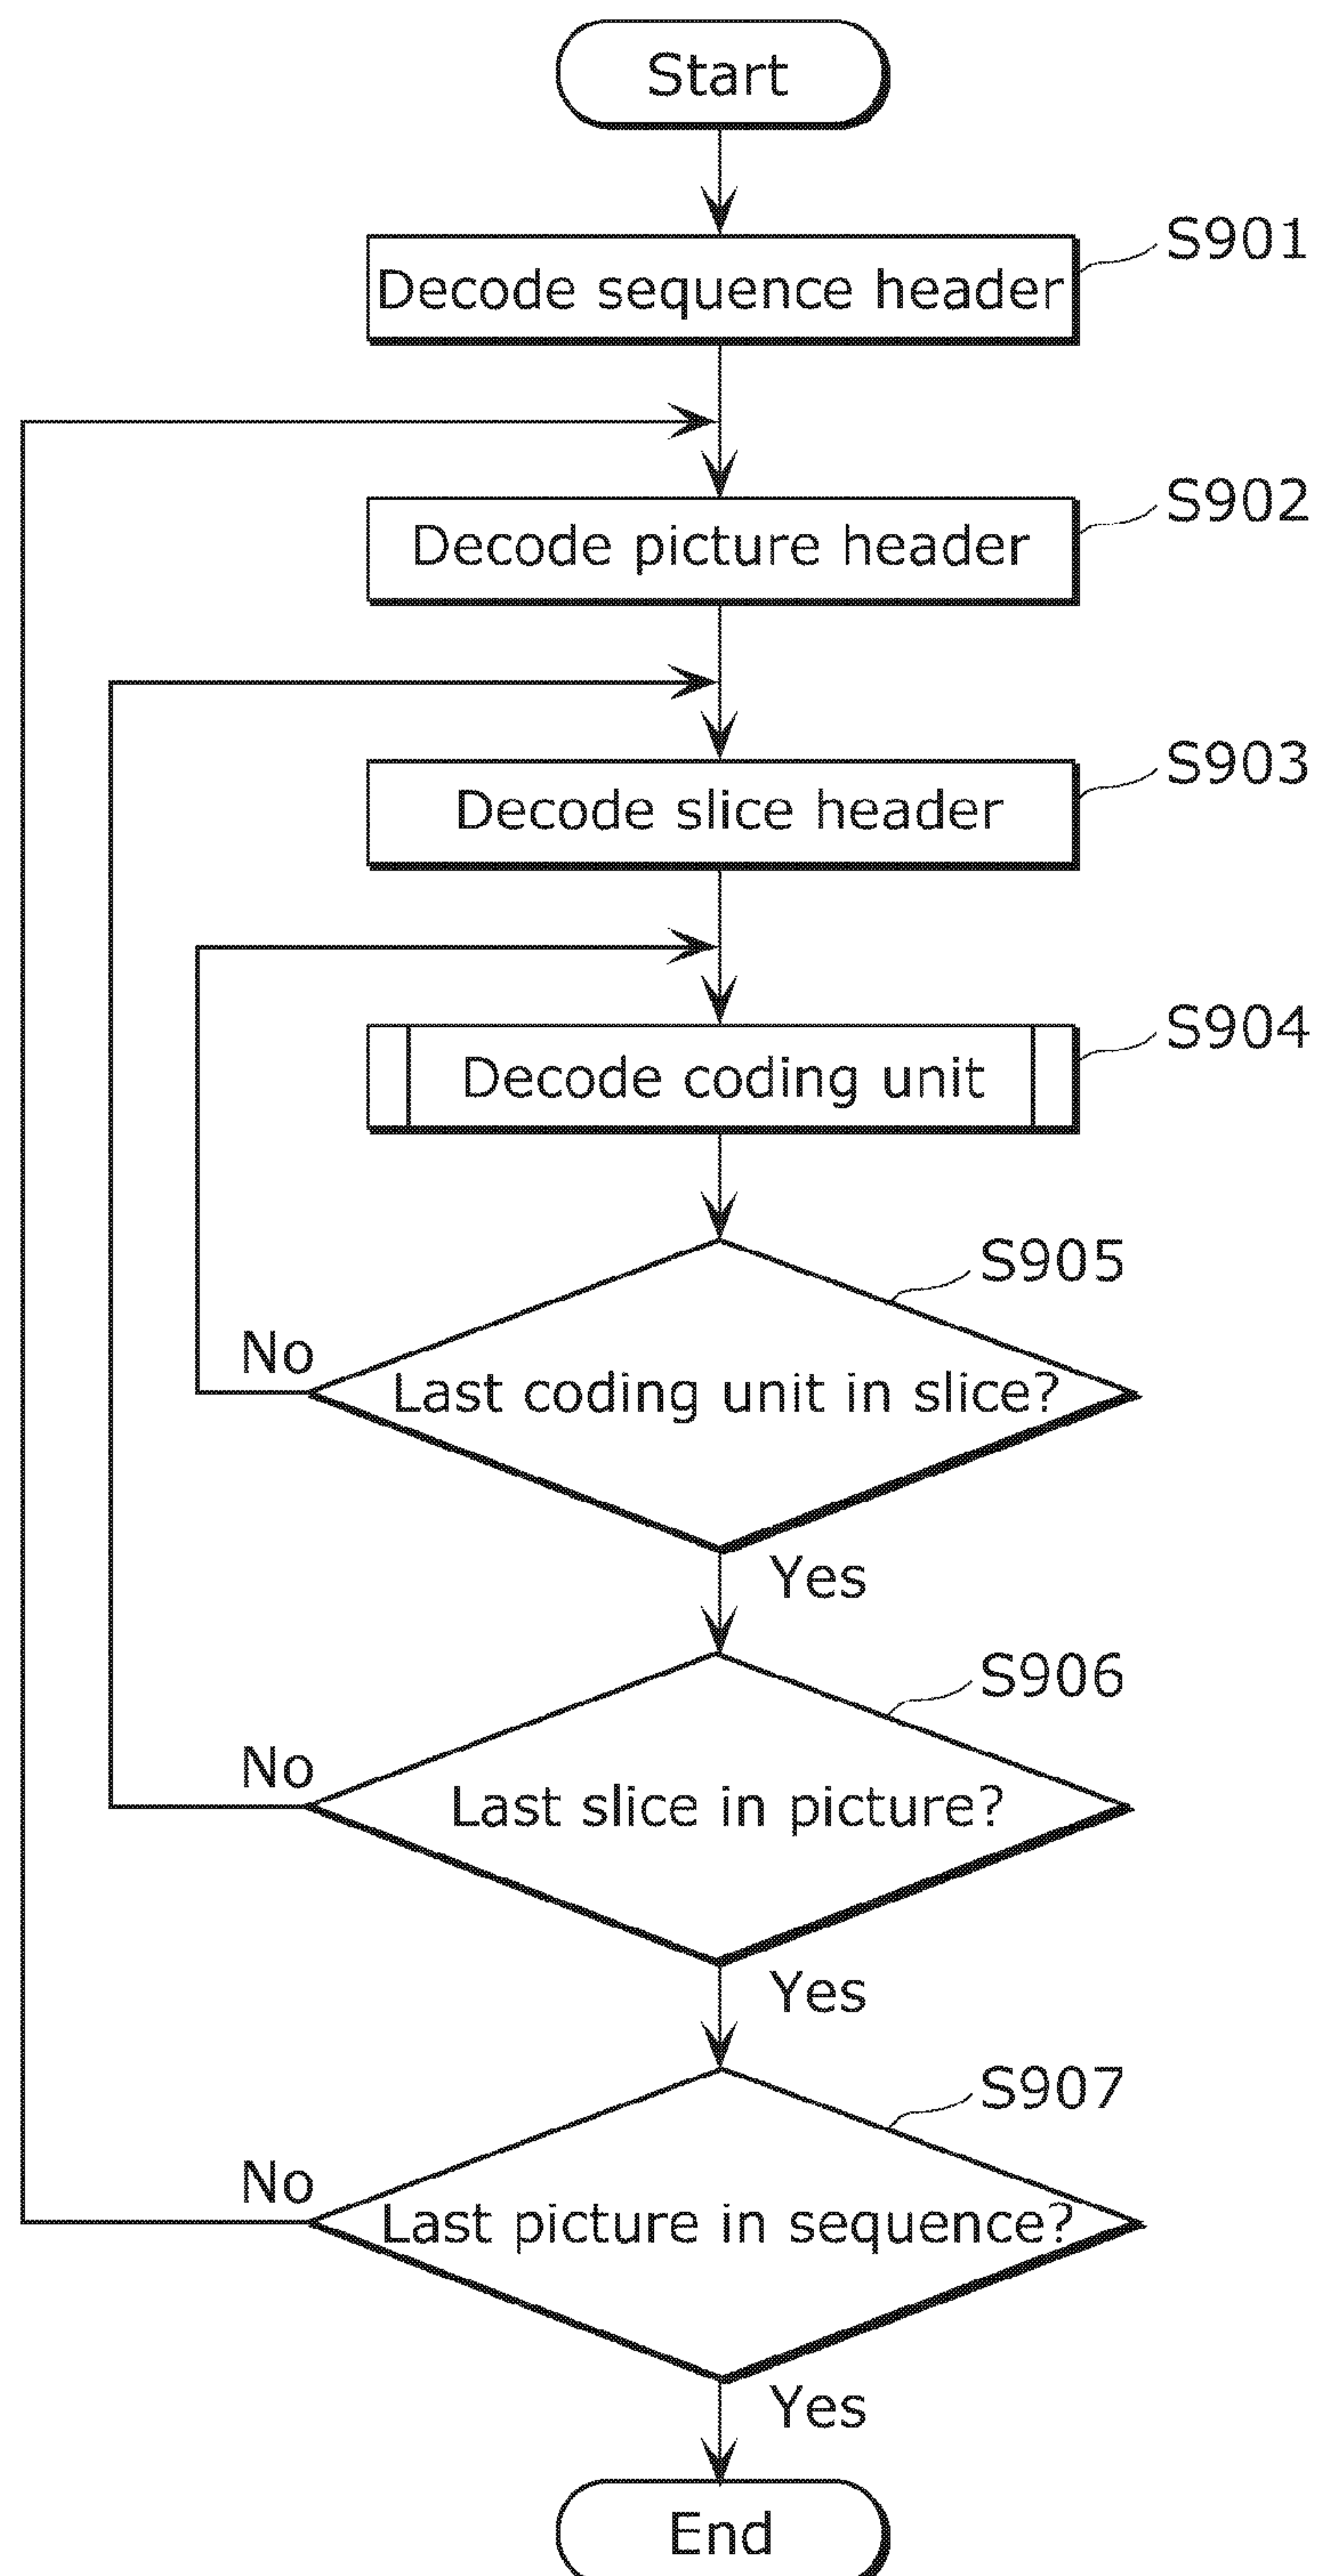 Start
S901
Decode sequence header
S902
Decode picture header
S903
Decode slice header
S904
Decode coding unit
S905
No
Last coding unit in slice?
Yes
S906
No
Last slice in picture?
Yes
S907
No
Last picture in sequence?
Yes
End